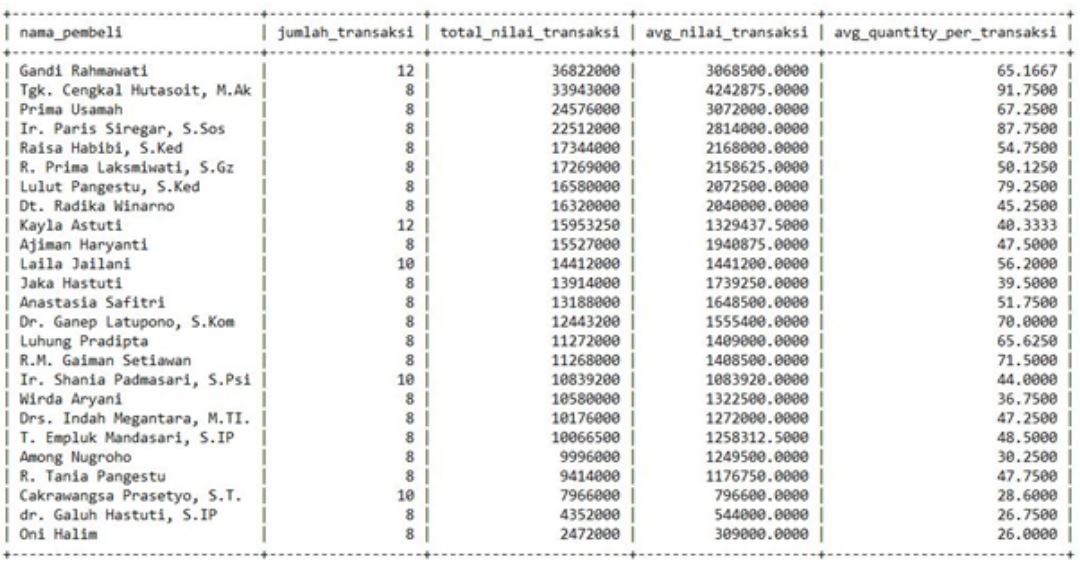 | nama_pembeli | jumlah_transaksi | total_nilai_transaksi | avg_nilai_transaksi | avg_quantity_per_transaksi |
| Gandi Rahmawati | 12 | 36822000 | 3068500.0000 | 65.1667 |
| Tgk. Cengkal Hutasoit, M.Ak | 8 | 33943000 | 4242875.0000 | 91.7500 |
| Prima Usamah | 8 | 24576000 | 3072000.0000 | 67.2500 |
| Ir. Paris Siregar, S.Sos | 8 | 22512000 | 2814000.0000 | 87.7500 |
| Raisa Habibi, S.Ked | 8 | 17344000 | 2168000.0000 | 54.7500 |
| R. Prima Laksmiwati, S.Gz | 8 | 17269000 | 2158625.0000 | 50.1250 |
| Lulut Pangestu, S.Ked | 8 | 16580000 | 2072500.0000 | 79.2500 |
| Dt. Radika Winarno | 8 | 16320000 | 2040000.0000 | 45.2500 |
| Kayla Astuti | 12 | 15953250 | 1329437.5000 | 40.3333 |
| Ajiman Haryanti | 8 | 15527000 | 1940875.0000 | 47.5000 |
| Laila Jailani | 10 | 14412000 | 1441200.0000 | 56.2000 |
| Jaka Hastuti | 8 | 13914000 | 1739250.0000 | 39.5000 |
| Anastasia Safitri | 8 | 13188000 | 1648500.0000 | 51.7500 |
| Dr. Ganep Latupono, S.Kom | 8 | 12443200 | 1555400.0000 | 70.0000 |
| Luhung Pradipta | 8 | 11272000 | 1409000.0000 | 65.6250 |
| R.M. Gaiman Setiawan | 8 | 11268000 | 1408500.0000 | 71.5000 |
| Ir. Shania Padmasari, S.Psi | 10 | 10839200 | 1083920.0000 | 44.0000 |
| Wirda Aryani | 8 | 10580000 | 1322500.0000 | 36.7500 |
| Drs. Indah Megantara, M.TI. | 8 | 10176000 | 1272000.0000 | 47.2500 |
| T. Empluk Mandasari, S.IP | 8 | 10066500 | 1258312.5000 | 48.5000 |
| Among Nugroho | 8 | 9996000 | 1249500.0000 | 30.2500 |
| R. Tania Pangestu | 8 | 9414000 | 1176750.0000 | 47.7500 |
| Cakrawangsa Prasetyo, S.T. | 10 | 7966000 | 796600.0000 | 28.6000 |
| dr. Galuh Hastuti, S.IP | 8 | 4352000 | 544000.0000 | 26.7500 |
| Oni Halim | 8 | 2472000 | 309000.0000 | 26.0000 |